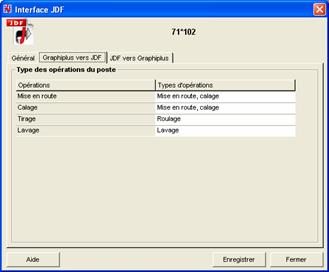 Interface JDF
JDF
71*102
Général Graphiplus vers JDF JDF vers Graphiplus
Type des opérations du poste
Opérations Types d'opérations
Mise en route Mise en route, calage
Calage Mise en route, calage
Tirage Roulage
Lavage Lavage
Aide Enregistrer Fermer